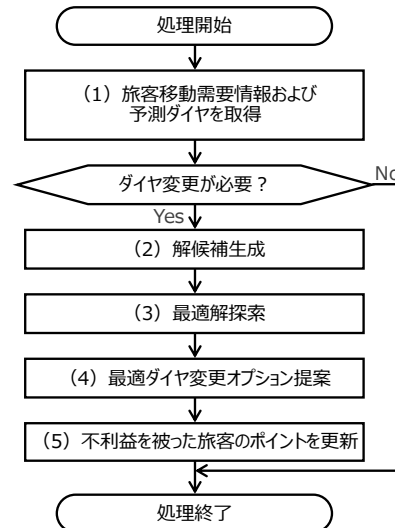 処理開始
（1）旅客移動需要情報および
予測ダイヤを取得
ダイヤ変更が必要？
No
Yes
（2）解候補生成
（3）最適解探索
（4）最適ダイヤ変更オプション提案
（5）不利益を被った旅客のポイントを更新
処理終了